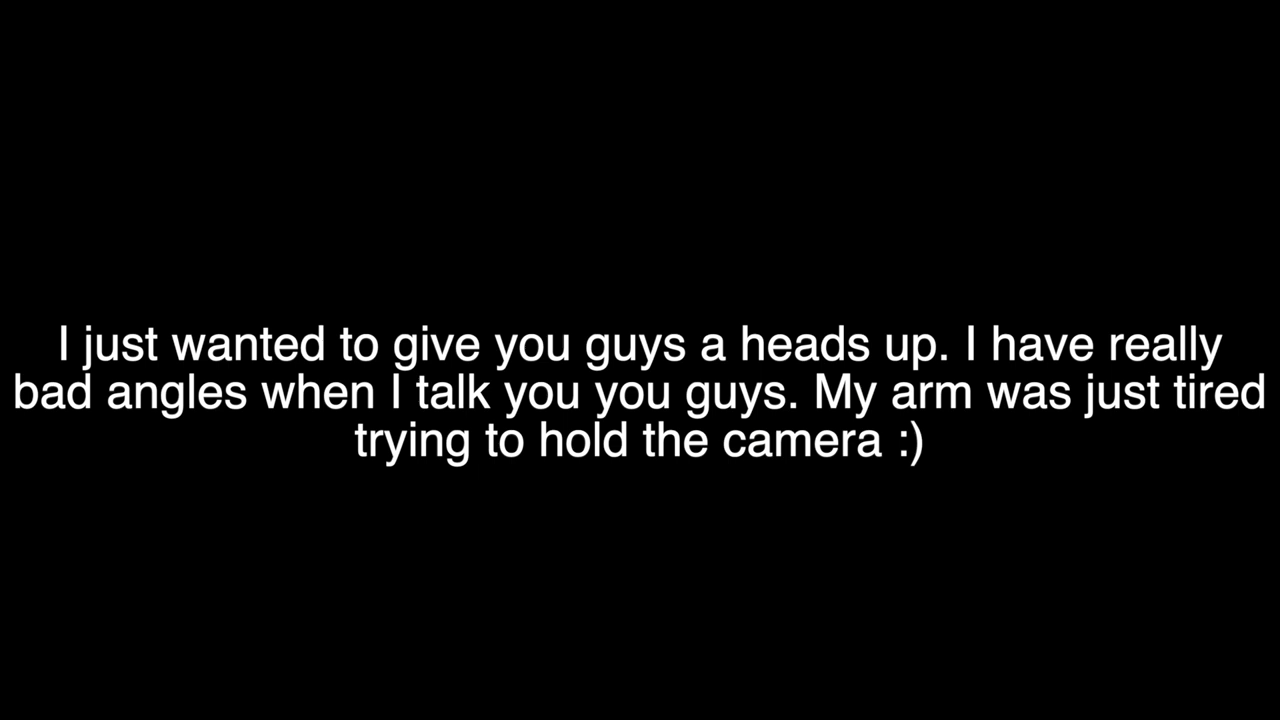 I just wanted to give you guys a heads up. I have really
bad angles when I talk you you guys. My arm was just tired
trying to hold the camera :)